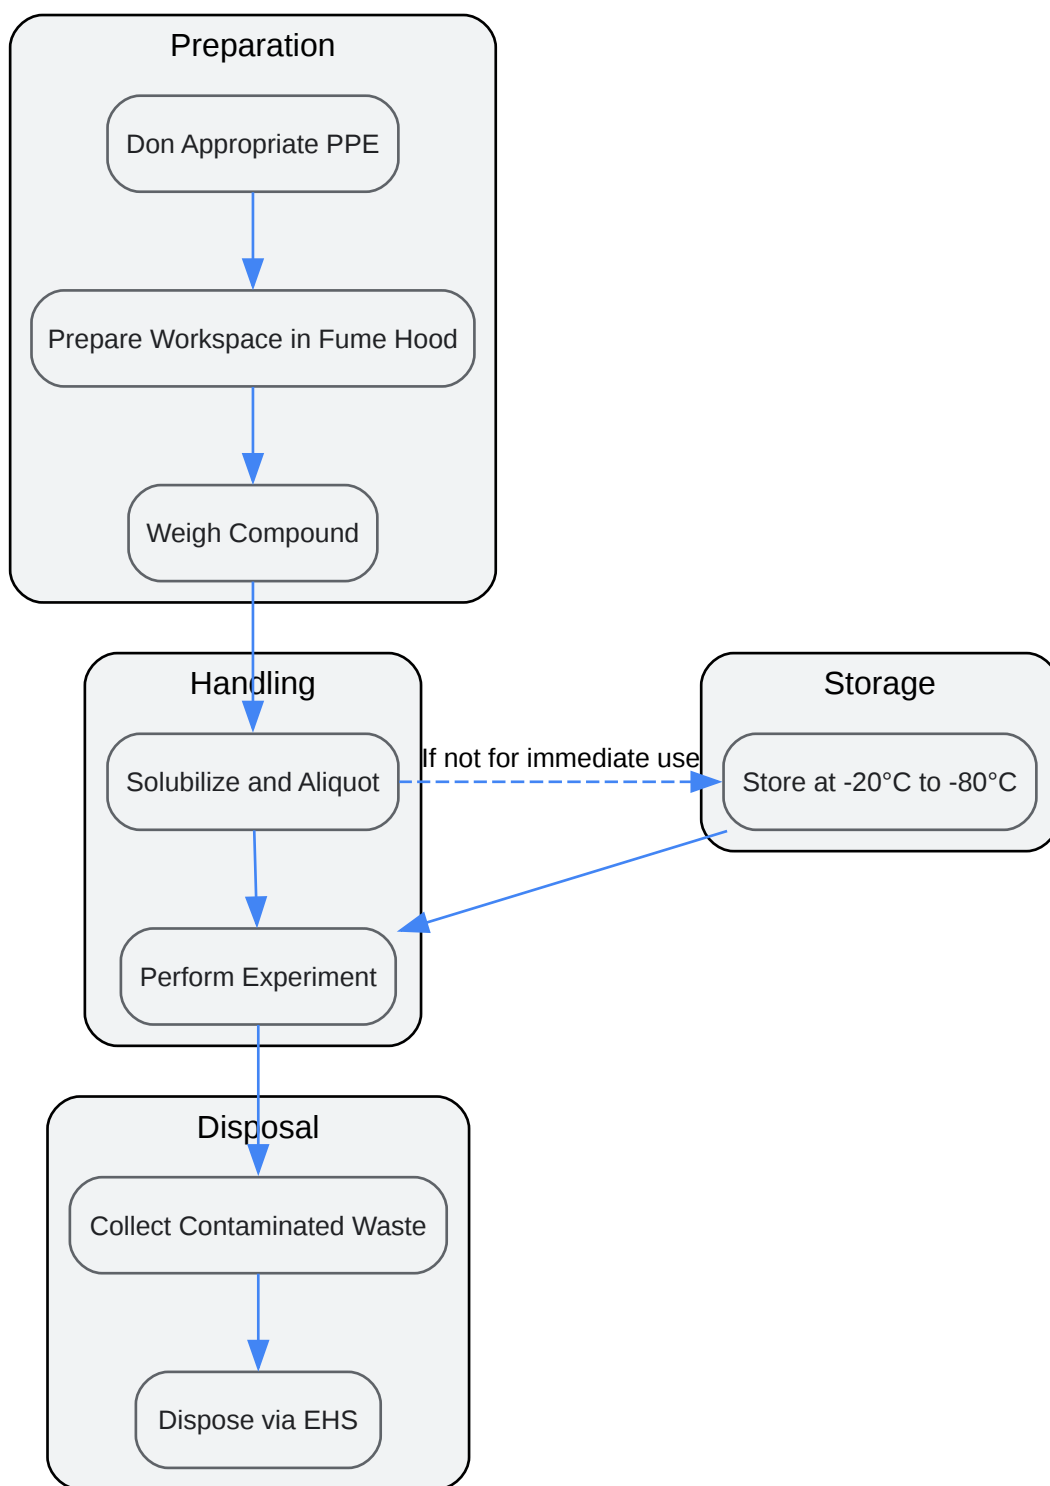 Preparation
Don Appropriate PPE
Prepare Workspace in Fume Hood
Weigh Compound
Handling
Storage
If not for immediate use
Solubilize and Aliquot
Store at -20°C to -80°C
Perform Experiment
Disposal
Collect Contaminated Waste
Dispose via EHS